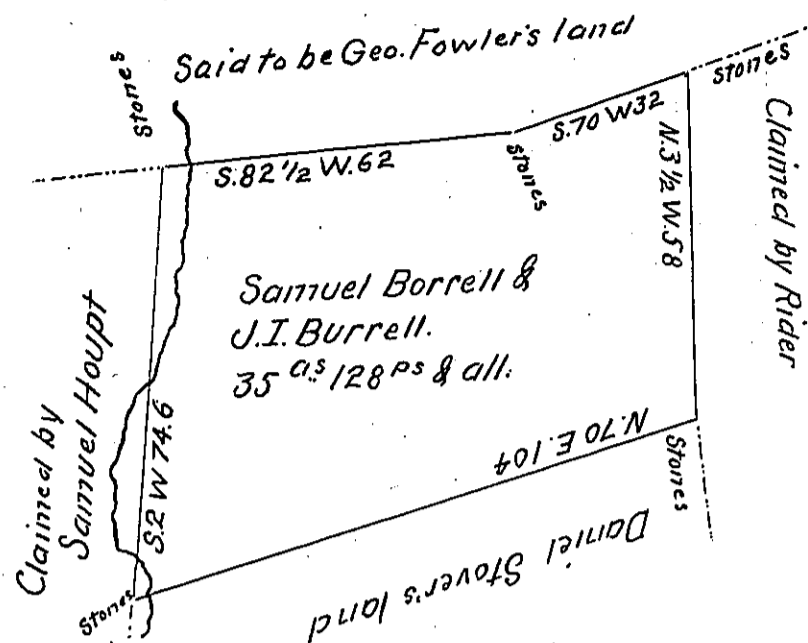 Said to be Geo. Fowler's land
Stones
Stones
S. 82 1/2 W. 62
Stones
S. 70 W 32
N. 3 1/2 W. 58
Claimed by Rider
Samuel Borrell &
J. I. Burrell.
35 a.s 128 ps & all.
Claimed by
Samuel Houpt
S. 2 W 74.6
N. 70 E. 104
Stones
Daniel Stover's land
Stones